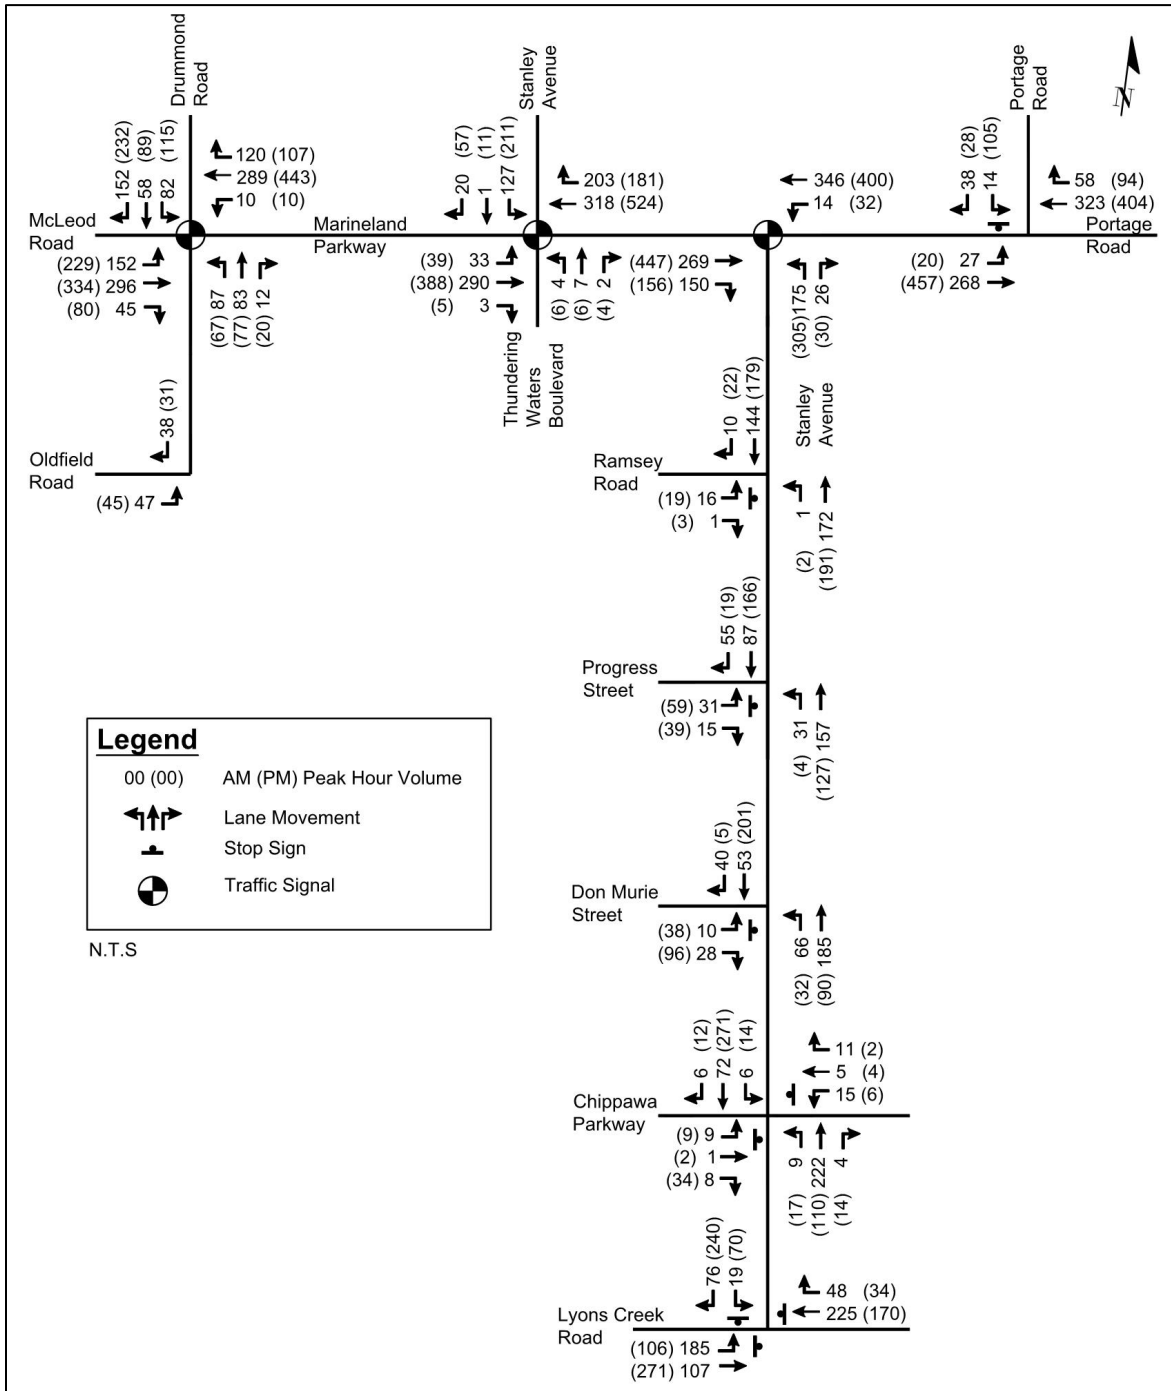 Drummond
Road
Stanley
Avenue
Portage
Road
N
152 (232)
58 (89)
82 (115)
120 (107)
289 (443)
10 (10)
20 (57)
1 (11)
127 (211)
203 (181)
318 (524)
346 (400)
14 (32)
38 (28)
14 (105)
58 (94)
323 (404)
McLeod
Road
Marineland
Parkway
Portage
Road
(229) 152
(334) 296
(80) 45
(67) 87
(77) 83
(20) 12
(39) 33
(388) 290
(5) 3
(6) 4
(6) 7
(4) 2
(447) 269
(156) 150
(305)175
(30) 26
(20) 27
(457) 268
Thundering
Waters
Boulevard
Stanley
Avenue
38 (31)
Oldfield
Road
(45) 47
10 (22)
144 (179)
Ramsey
Road
(19) 16
(3) 1
(2) 1
(191) 172
55 (19)
87 (166)
Progress
Street
(59) 31
(39) 15
(4) 31
(127) 157
Legend
00 (00) AM (PM) Peak Hour Volume
Lane Movement
Stop Sign
Traffic Signal
N.T.S
40 (5)
53 (201)
Don Murie
Street
(38) 10
(96) 28
(32) 66
(90) 185
6 (12)
72 (271)
6 (14)
11 (2)
5 (4)
15 (6)
Chippawa
Parkway
(9) 9
(2) 1
(34) 8
(17) 9
(110) 222
(14) 4
76 (240)
19 (70)
48 (34)
225 (170)
Lyons Creek
Road
(106) 185
(271) 107